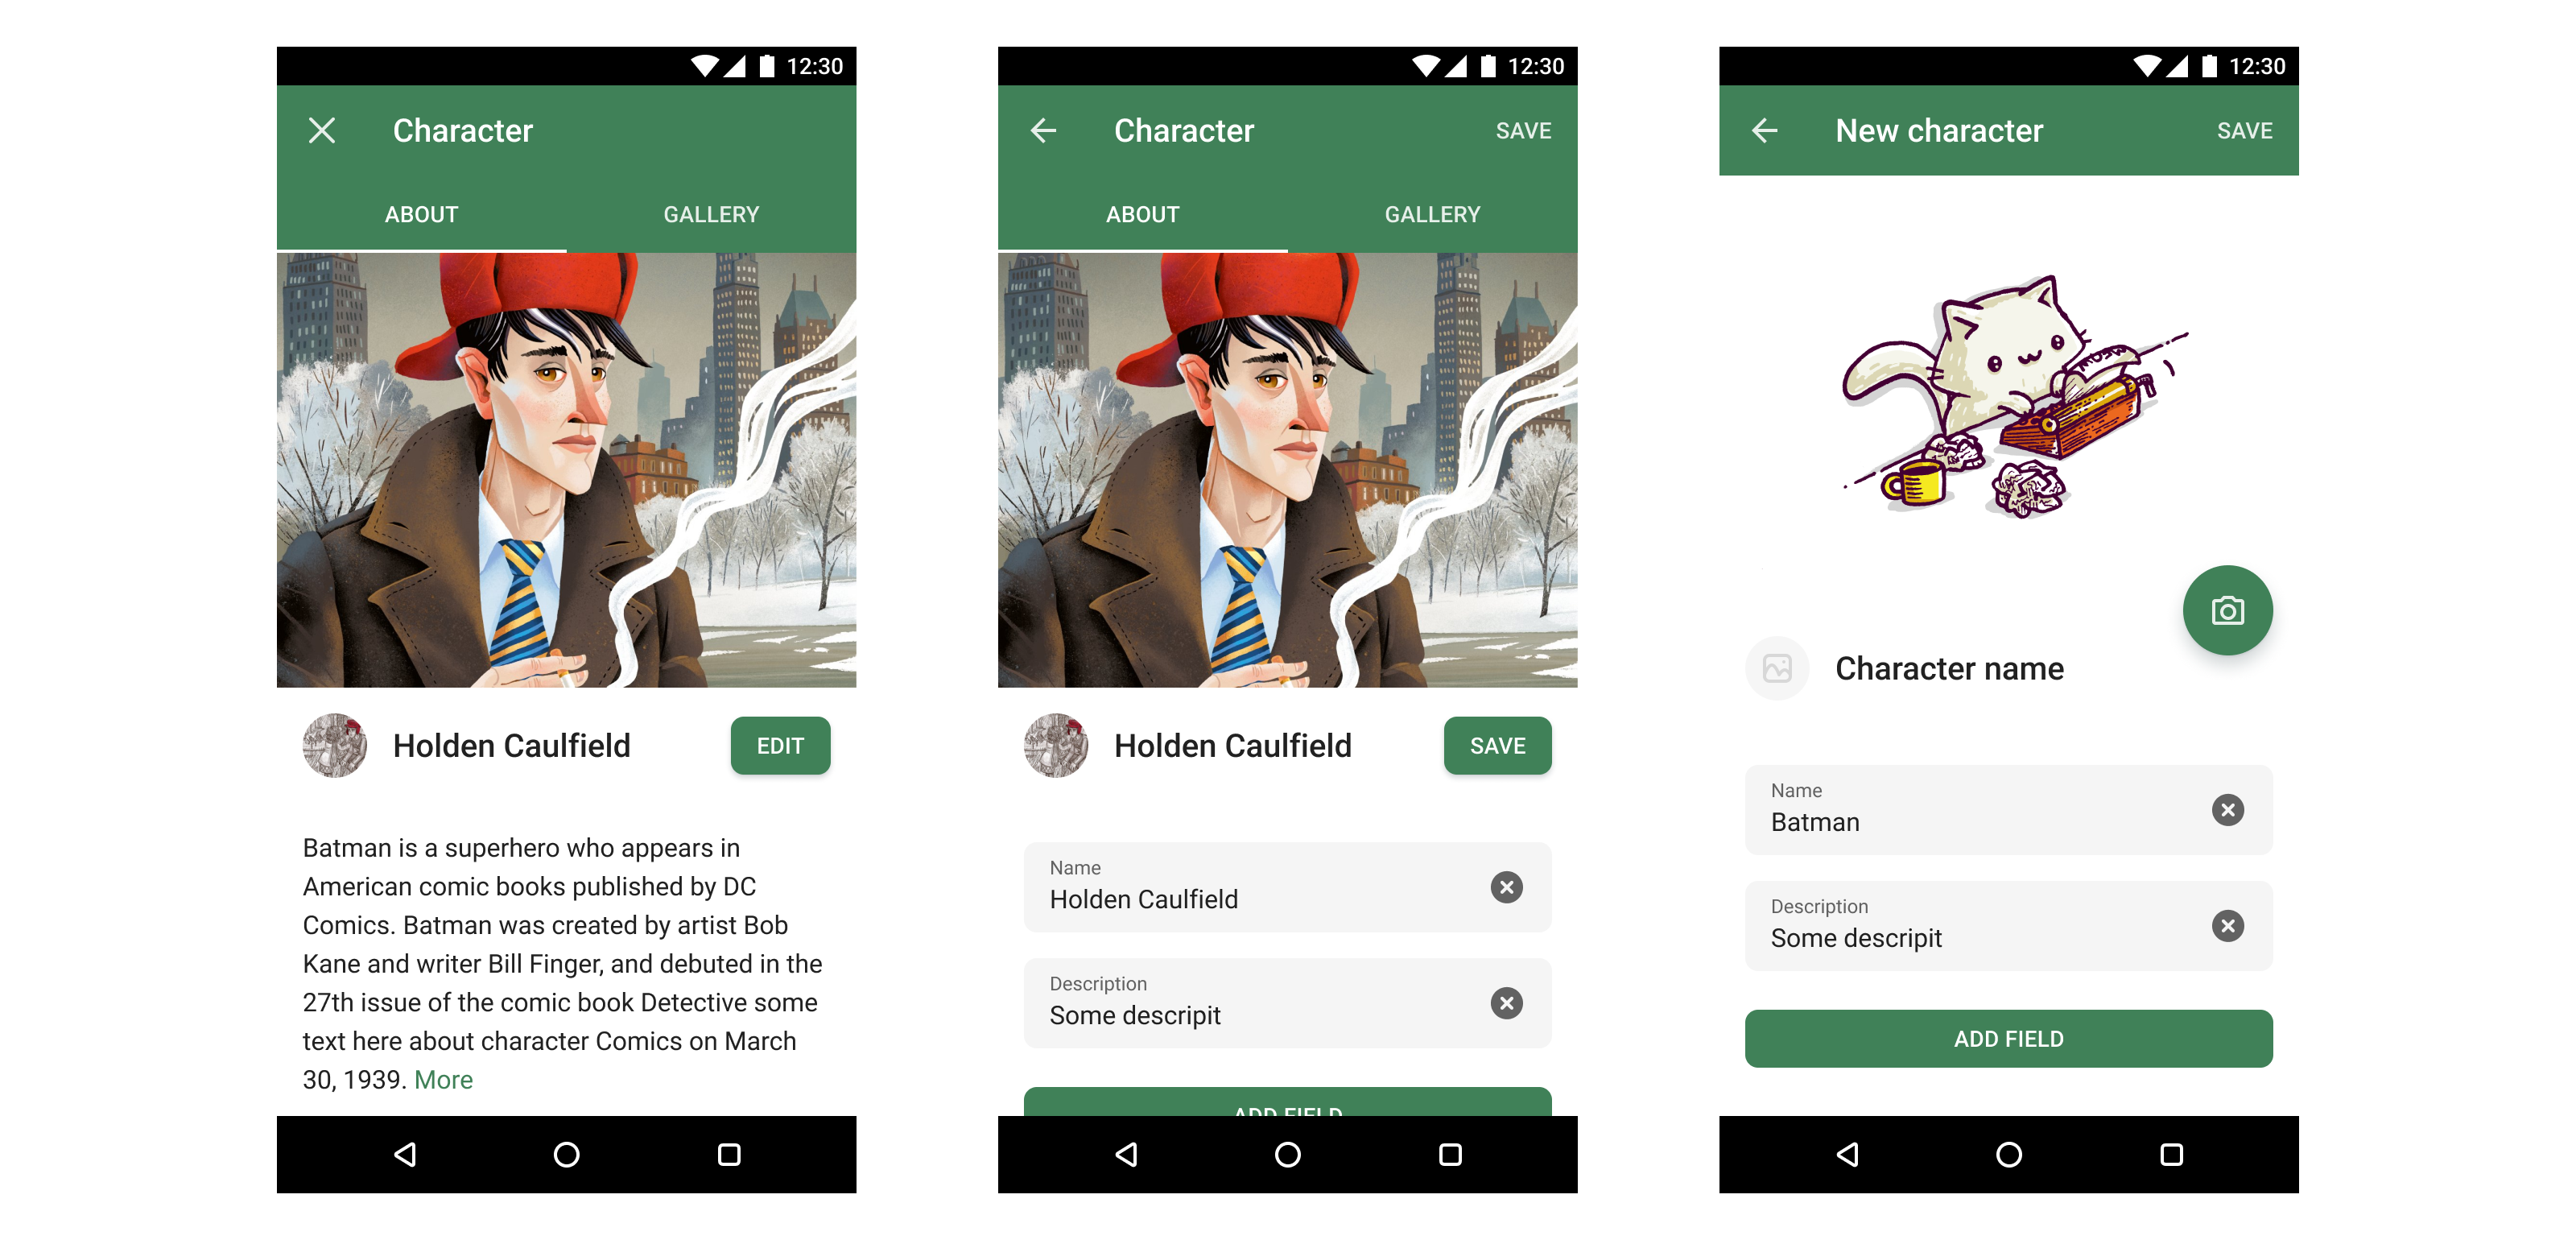 12:30
Character
ABOUT
GALLERY
Holden Caulfield
EDIT
Batman is a superhero who appears in
American comic books published by DC
Comics. Batman was created by artist Bob
Kane and writer Bill Finger, and debuted in the
27th issue of the comic book Detective some
text here about character Comics on March
30, 1939. More
12:30
Character
SAVE
ABOUT
GALLERY
Holden Caulfield
SAVE
Name
Holden Caulfield
Description
Some descripit
ADD FIELD
12:30
New character
SAVE
Character name
Name
Batman
Description
Some descripit
ADD FIELD